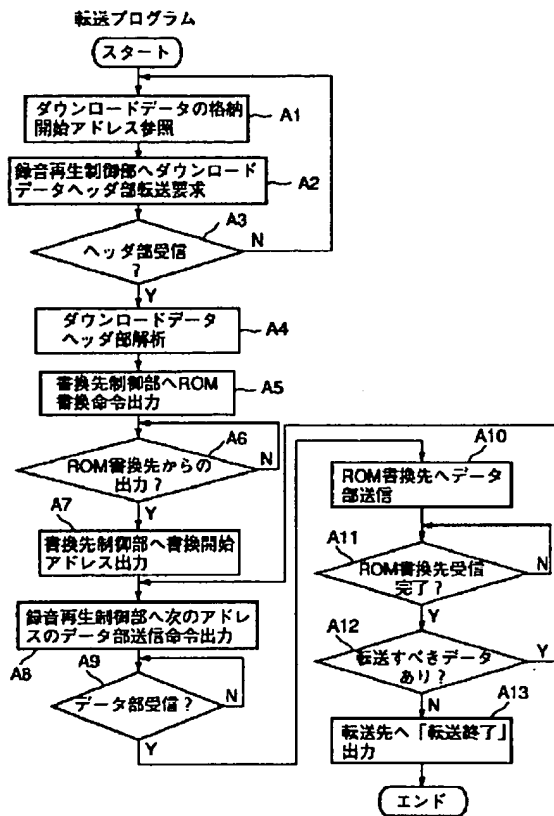 転送プログラム
スタート
ダウンロードデータの格納
開始アドレス参照
A1
録音再生制御部へダウンロード
データヘッダ部転送要求
A2
A3
ヘッダ部受信
?
N
Y
ダウンロードデータ
ヘッダ部解析
A4
書換先制御部へROM
書換命令出力
A5
A6
ROM書換先からの
出力?
N
Y
A7
書換先制御部へ書換開始
アドレス出力
録音再生制御部へ次のアドレ
スのデータ部送信命令出力
A8
A9
データ部受信?
N
Y
A10
ROM書換先へデータ
部送信
A11
ROM書換先受信
完了?
N
Y
A12
転送すべきデータ
あり?
Y
N
A13
転送先へ「転送終了」
出力
エンド